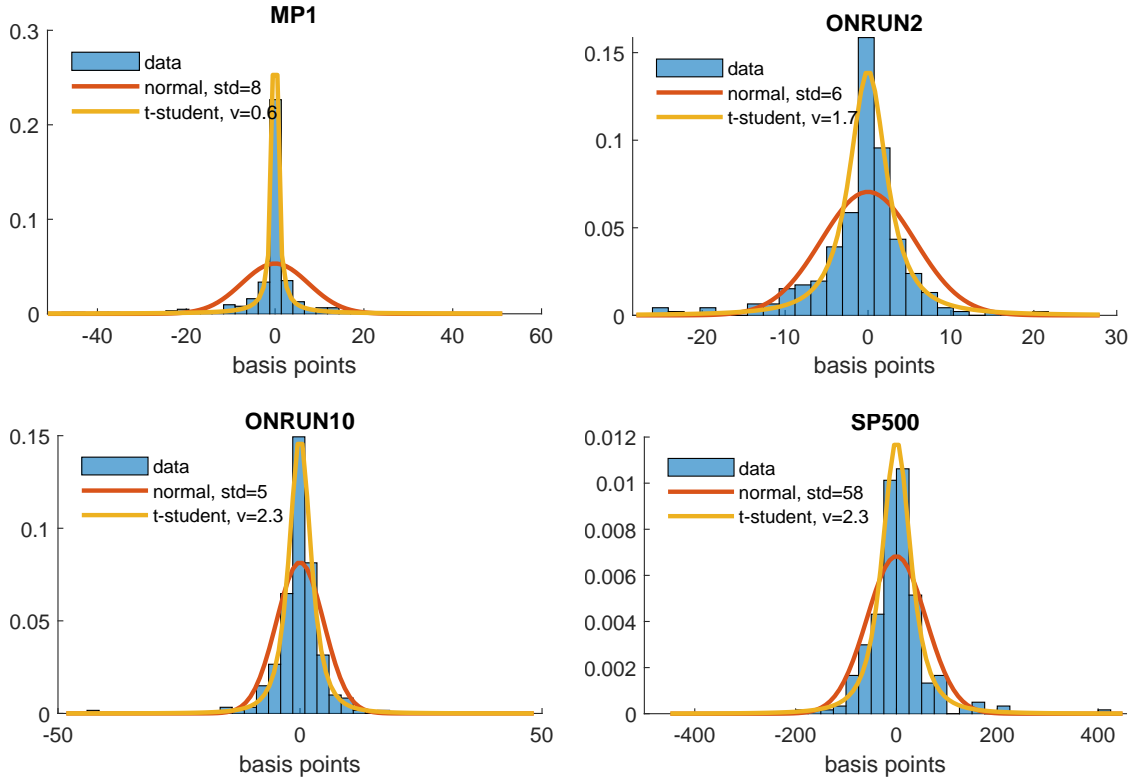 MP1
0.3
0.2
0.1
0
data
normal, std=8
t-student, v=0.6
-40
-20
0
20
40
60
basis points
ONRUN2
0.15
0.1
0.05
0
data
normal, std=6
t-student, v=1.7
-20
-10
0
10
20
30
basis points
ONRUN10
0.15
0.1
0.05
0
data
normal, std=5
t-student, v=2.3
-50
0
50
basis points
SP500
0.012
0.01
0.008
0.006
0.004
0.002
0
data
normal, std=58
t-student, v=2.3
-400
-200
0
200
400
basis points